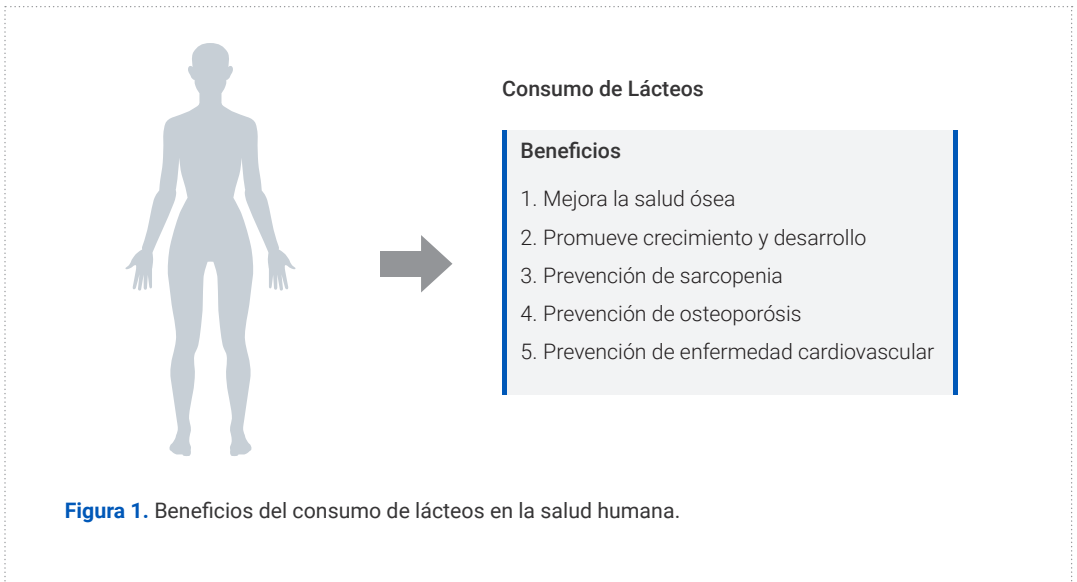 Consumo de Lácteos
Beneficios
1. Mejora la salud ósea
2. Promueve crecimiento y desarrollo
3. Prevención de sarcopenia
4. Prevención de osteoporósis
5. Prevención de enfermedad cardiovascular
Figura 1. Beneficios del consumo de lácteos en la salud humana.